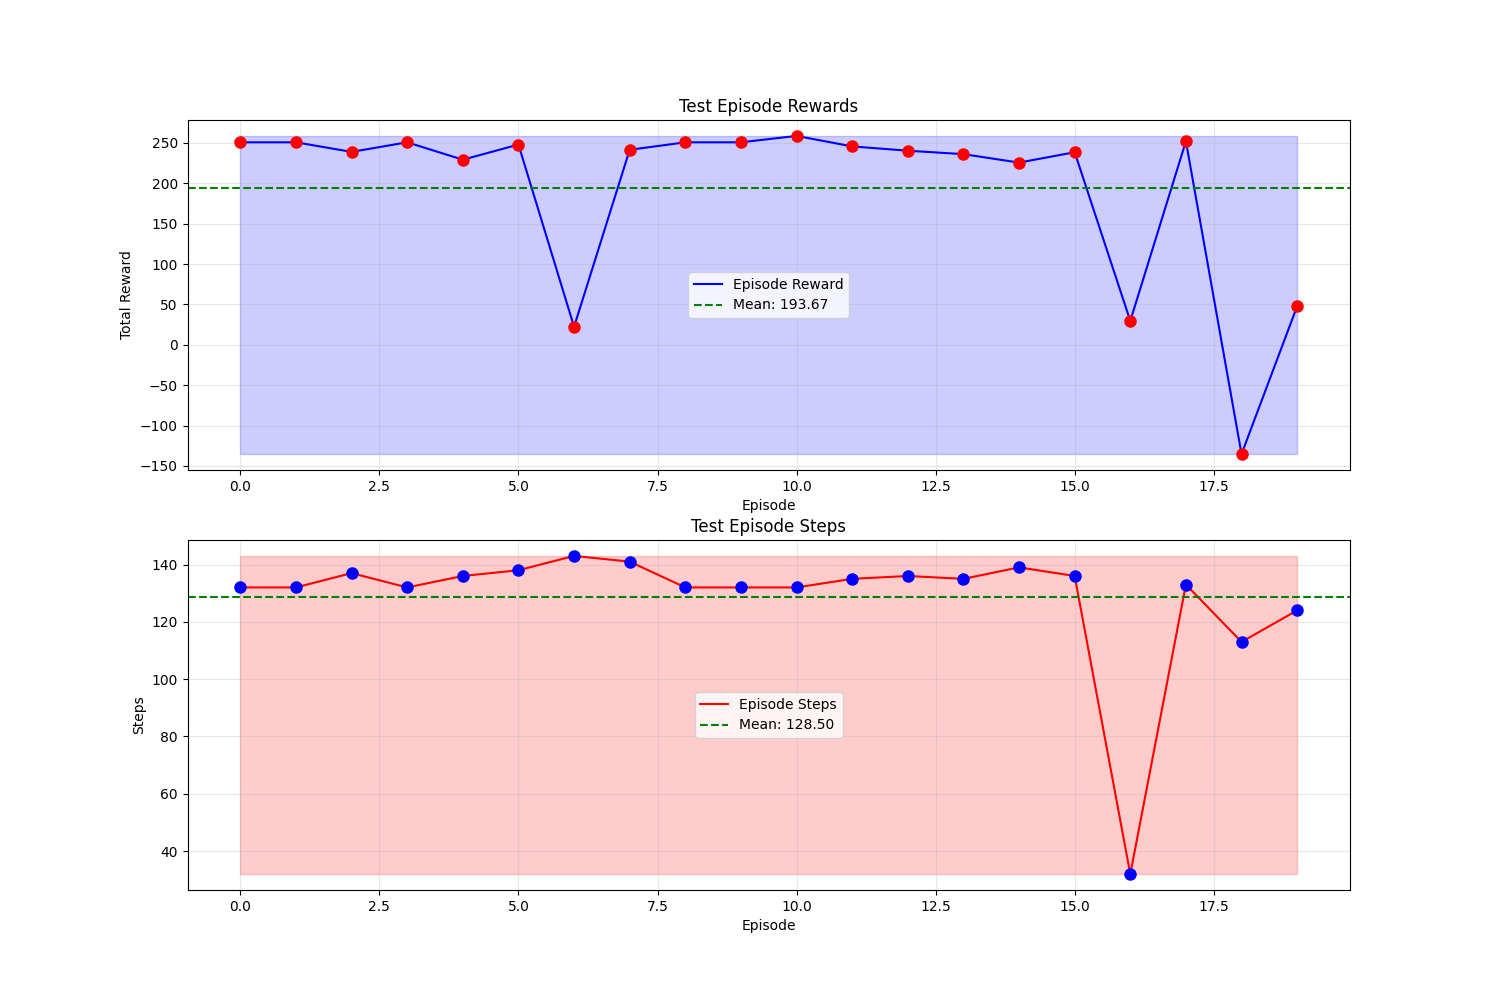 Test Episode Rewards
250
200
150
100
50
0
−50
−100
−150
Total Reward
Episode Reward
Mean: 193.67
0.0 2.5 5.0 7.5 10.0 12.5 15.0 17.5
Episode
Test Episode Steps
140
120
100
80
60
40
Steps
Episode Steps
Mean: 128.50
0.0 2.5 5.0 7.5 10.0 12.5 15.0 17.5
Episode